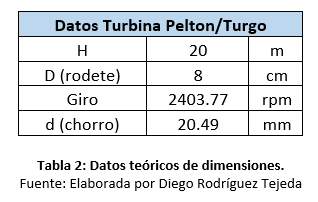 Datos Turbina Pelton/Turgo
H 20 m
D (rodete) 8 cm
Giro 2403.77 rpm
d (chorro) 20.49 mm
Tabla 2: Datos teóricos de dimensiones.
Fuente: Elaborada por Diego Rodríguez Tejeda